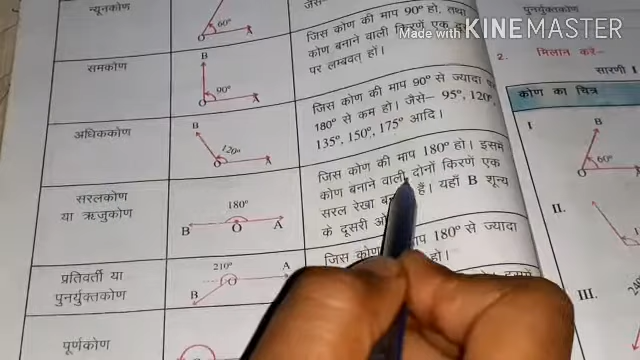 न्यूनकोण
60°
O
A
जिस कोण की माप 90° हो, तथा
कोण बनाने वाली किरणें एक
पर लम्बवत् हों।
समकोण
B
90°
O
A
जिस कोण की माप 90° से ज्यादा
180° से कम हो। जैसे– 95°, 120°,
135°, 150°, 175° आदि।
अधिककोण
B
120°
O
A
जिस कोण की माप 180° हो। इसमें
कोण बनाने वाली दोनों किरणें एक
सरल रेखा हैं। यहाँ B शून्य
के दूसरी
सरलकोण
या ऋजुकोण
180°
B
O
A
जिस कोण माप 180° से ज्यादा
हो।
प्रतिवर्ती या
पुनर्युक्तकोण
210°
A
O
B
पूर्णकोण
Made with KINEMASTER
पुनर्युक्तकोण
2. मिलान करें–
सारणी I
कोण का चित्र
I
B
60°
O
II.
III.